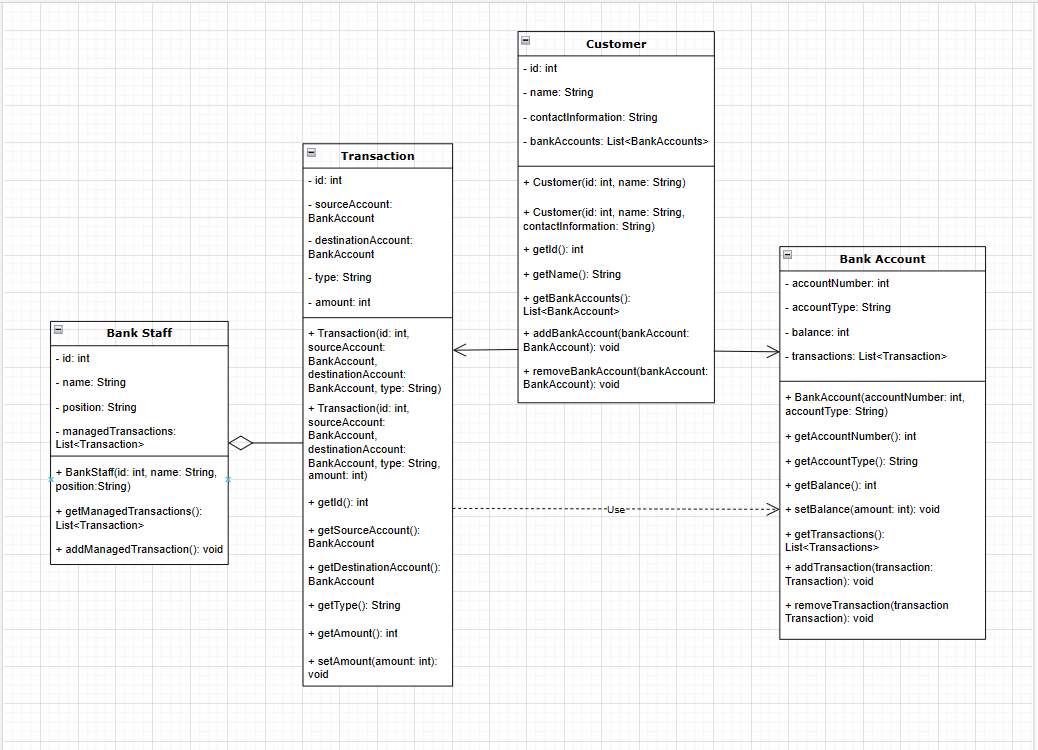 Customer
- id: int
- name: String
- contactInformation: String
- bankAccounts: List<BankAccounts>
+ Customer(id: int, name: String)
+ Customer(id: int, name: String,
contactInformation: String)
+ getId(): int
+ getName(): String
+ getBankAccounts():
List<BankAccount>
+ addBankAccount(bankAccount:
BankAccount): void
+ removeBankAccount(bankAccount:
BankAccount): void
Transaction
- id: int
- sourceAccount:
BankAccount
- destinationAccount:
BankAccount
- type: String
- amount: int
+ Transaction(id: int,
sourceAccount:
BankAccount,
destinationAccount:
BankAccount, type: String)
+ Transaction(id: int,
sourceAccount:
BankAccount,
destinationAccount:
BankAccount, type: String,
amount: int)
+ getId(): int
+ getSourceAccount():
BankAccount
+ getDestinationAccount():
BankAccount
+ getType(): String
+ getAmount(): int
+ setAmount(amount: int):
void
Bank Account
- accountNumber: int
- accountType: String
- balance: int
- transactions: List<Transaction>
+ BankAccount(accountNumber: int,
accountType: String)
+ getAccountNumber(): int
+ getAccountType(): String
+ getBalance(): int
+ setBalance(amount: int): void
+ getTransactions():
List<Transactions>
+ addTransaction(transaction:
Transaction): void
+ removeTransaction(transaction
Transaction): void
Bank Staff
- id: int
- name: String
- position: String
- managedTransactions:
List<Transaction>
+ BankStaff(id: int, name: String,
position:String)
+ getManagedTransactions():
List<Transaction>
+ addManagedTransaction(): void
Use